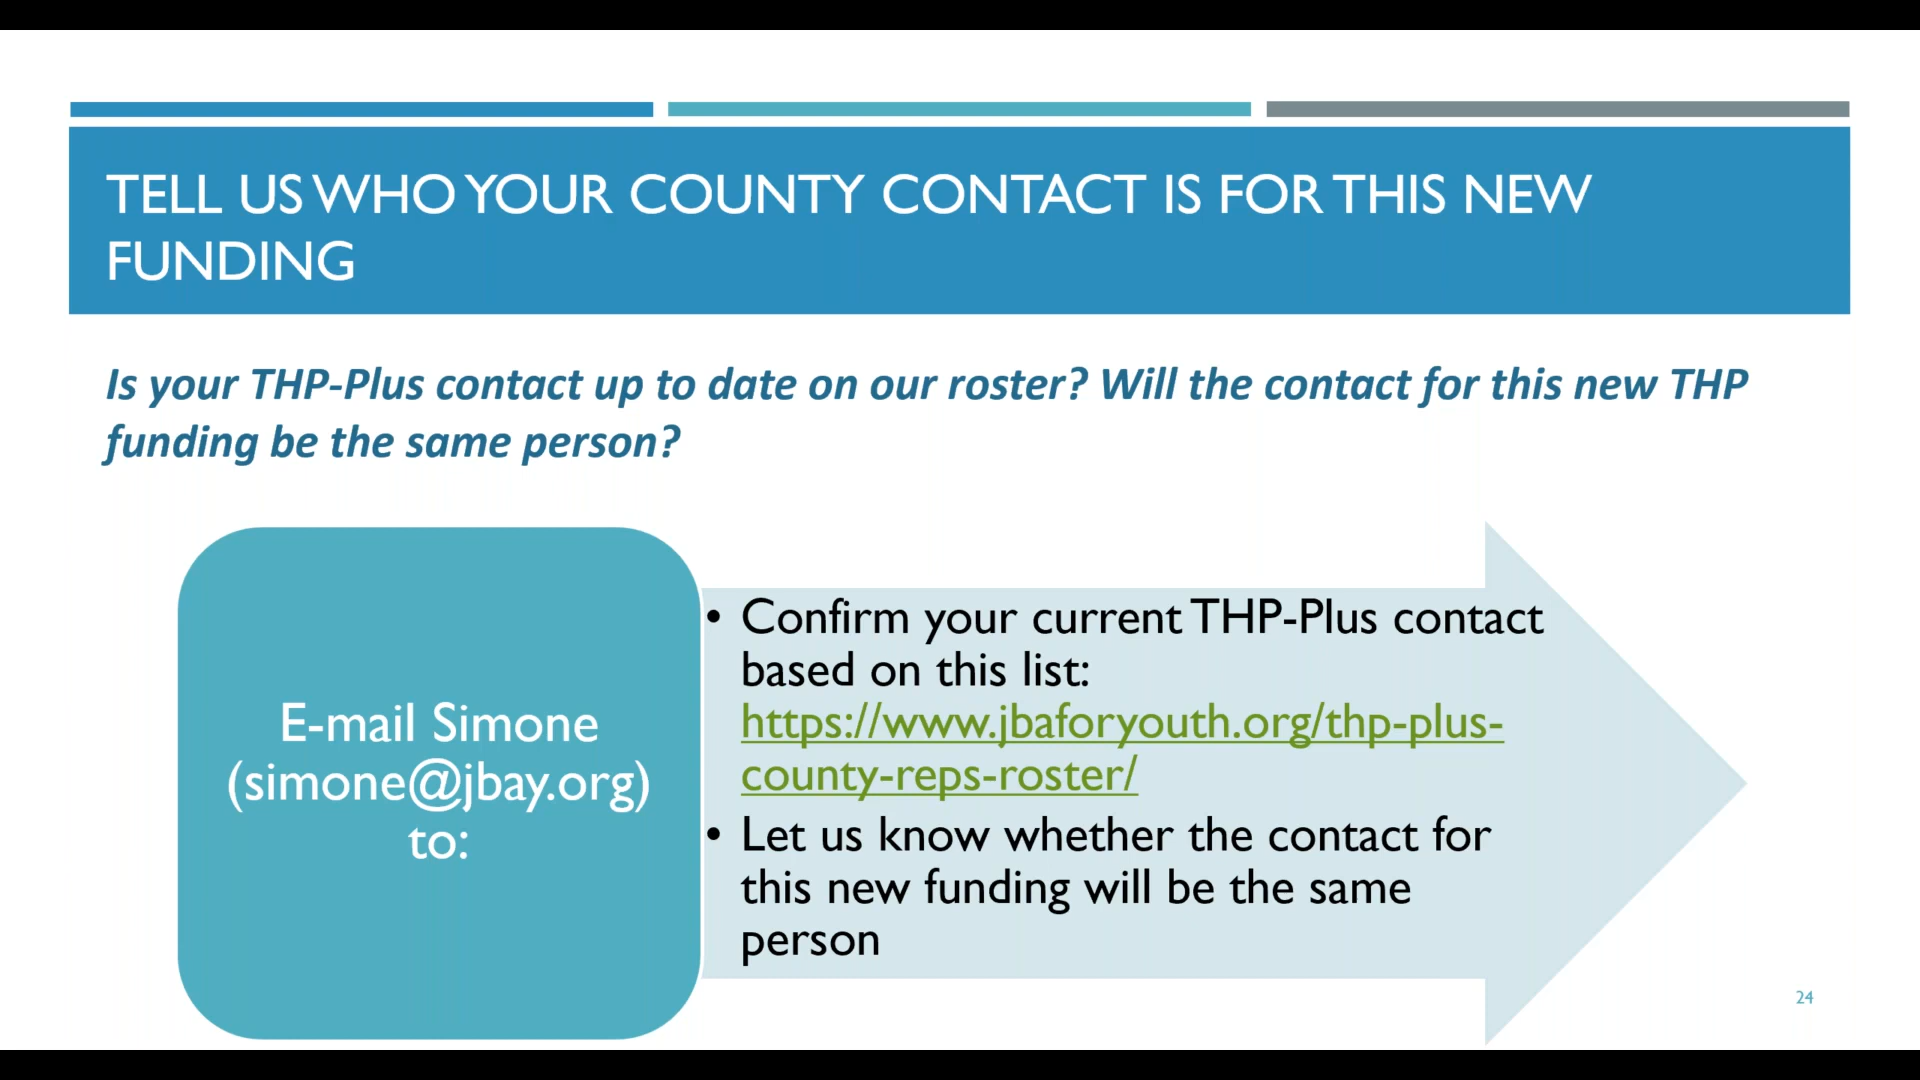 TELL US WHO YOUR COUNTY CONTACT IS FOR THIS NEW
FUNDING
Is your THP-Plus contact up to date on our roster? Will the contact for this new THP
funding be the same person?
E-mail Simone
(simone@jbay.org)
to:
• Confirm your current THP-Plus contact
based on this list:
https://www.jbaforyouth.org/thp-plus-
county-reps-roster/
• Let us know whether the contact for
this new funding will be the same
person
24